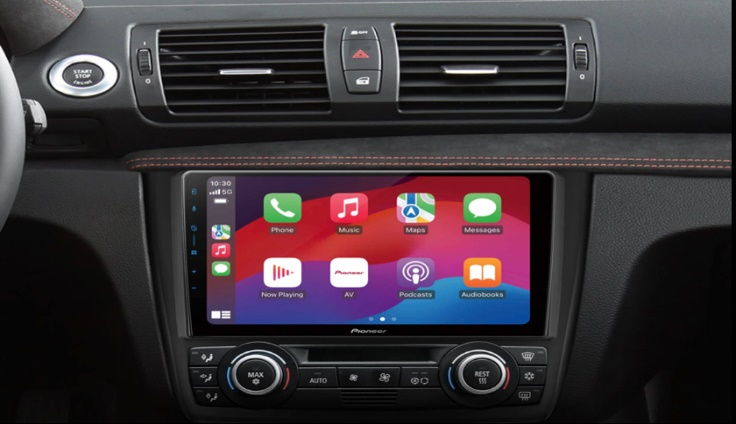 START
STOP
ENGINE
OFF
10:30
5G
Phone
Music
Maps
Messages
Pioneer
Now Playing
AV
Podcasts
Audiobooks
Pioneer
MAX
AUTO
REST